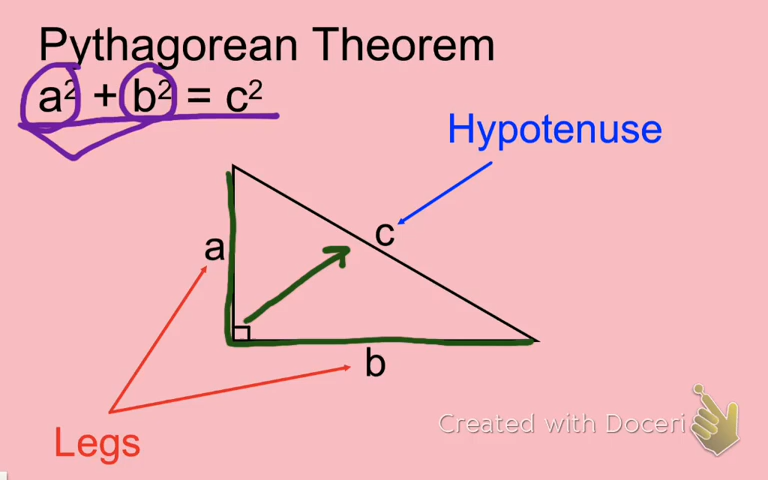 Pythagorean Theorem
a² + b² = c²
Hypotenuse
c
a
b
Created with Doceri
Legs